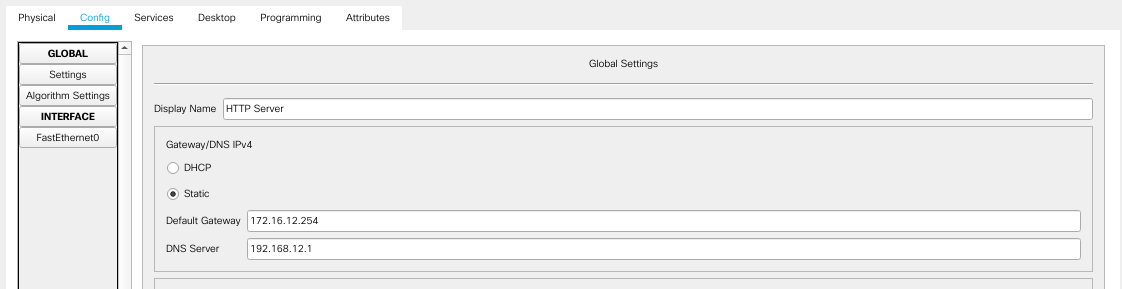 Physical Config Services Desktop Programming Attributes
GLOBAL
Settings
Algorithm Settings
INTERFACE
FastEthernet0
Global Settings
Display Name HTTP Server
Gateway/DNS IPv4
DHCP
Static
Default Gateway 172.16.12.254
DNS Server 192.168.12.1